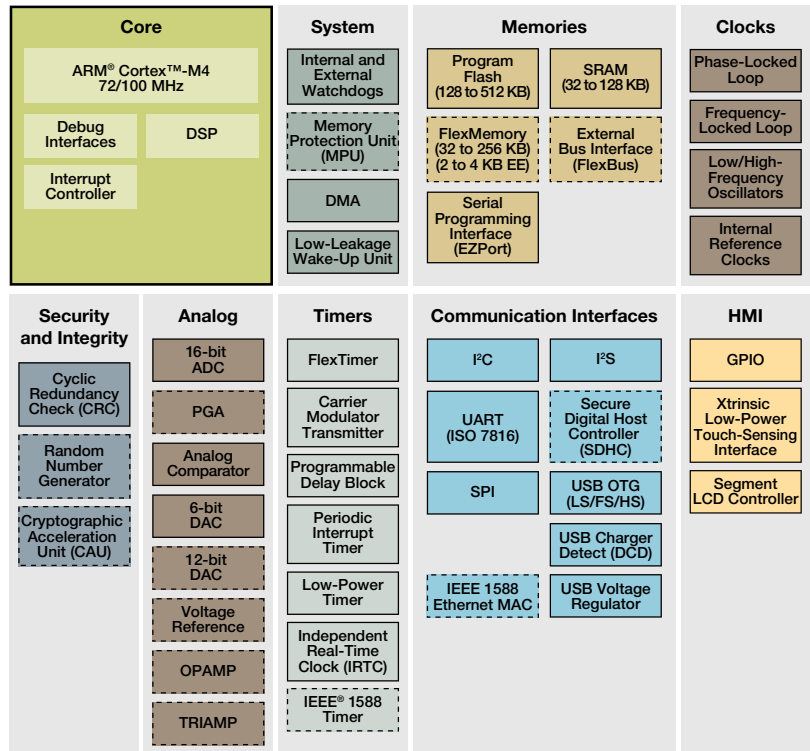 Core
ARM® Cortex™-M4
72/100 MHz
Debug
Interfaces
DSP
Interrupt
Controller
System
Internal and
External
Watchdogs
Memory
Protection Unit
(MPU)
DMA
Low-Leakage
Wake-Up Unit
Memories
Program
Flash
(128 to 512 KB)
SRAM
(32 to 128 KB)
FlexMemory
(32 to 256 KB)
(2 to 4 KB EE)
External
Bus Interface
(FlexBus)
Serial
Programming
Interface
(EZPort)
Clocks
Phase-Locked
Loop
Frequency-
Locked Loop
Low/High-
Frequency
Oscillators
Internal
Reference
Clocks
Security
and Integrity
Cyclic
Redundancy
Check (CRC)
Random
Number
Generator
Cryptographic
Acceleration
Unit (CAU)
Analog
16-bit
ADC
PGA
Analog
Comparator
6-bit
DAC
12-bit
DAC
Voltage
Reference
OPAMP
TRIAMP
Timers
FlexTimer
Carrier
Modulator
Transmitter
Programmable
Delay Block
Periodic
Interrupt
Timer
Low-Power
Timer
Independent
Real-Time
Clock (IRTC)
IEEE® 1588
Timer
Communication Interfaces
I²C
I²S
UART
(ISO 7816)
Secure
Digital Host
Controller
(SDHC)
SPI
USB OTG
(LS/FS/HS)
USB Charger
Detect (DCD)
IEEE 1588
Ethernet MAC
USB Voltage
Regulator
HMI
GPIO
Xtrinsic
Low-Power
Touch-Sensing
Interface
Segment
LCD Controller